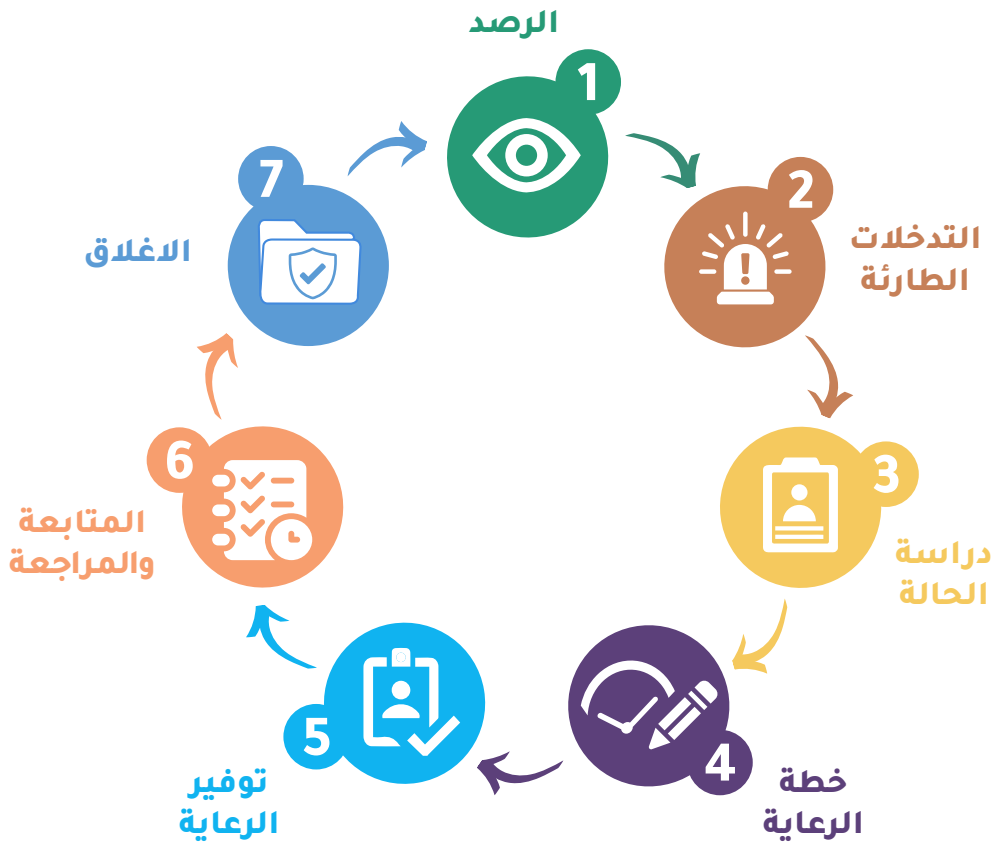 الرصد
1
2
التدخلات
الطارئة
3
دراسة
الحالة
4
خطة
الرعاية
5
توفير
الرعاية
6
المتابعة
والمراجعة
7
الاغلاق